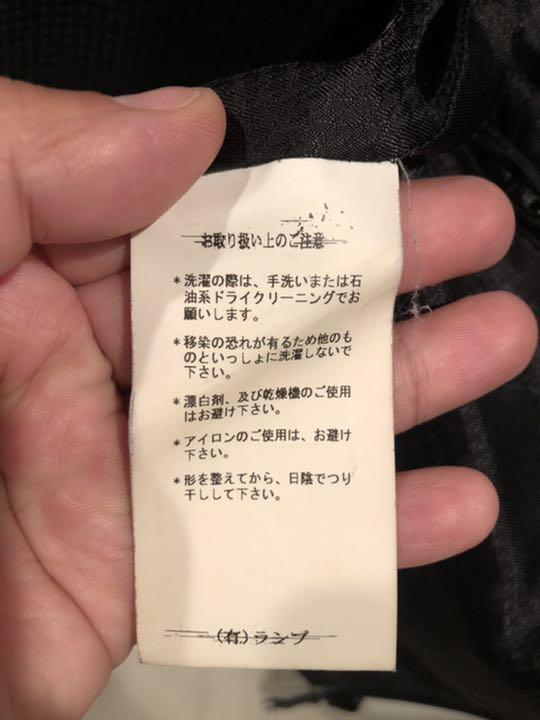 お取り扱い上のご注意
*洗濯の際は、手洗いまたは石
油系ドライクリーニングでお
願いします。
*移染の恐れが有るため他のも
のといっしょに洗濯しないで
下さい。
*漂白剤、及び乾燥機のご使用
はお避け下さい。
*アイロンのご使用は、お避け
下さい。
*形を整えてから、日陰でつり
干しして下さい。
(有)ランプ